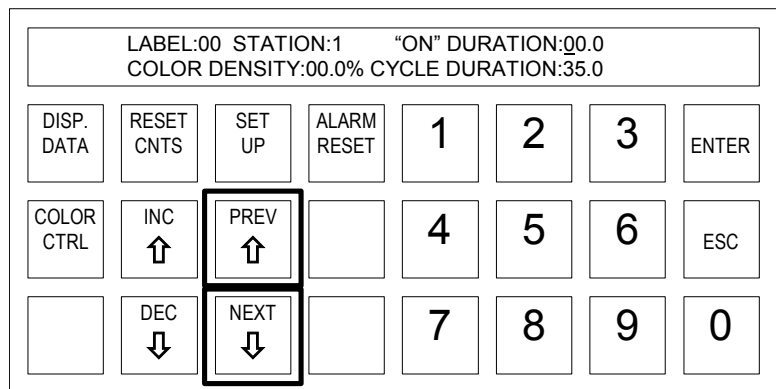 LABEL:00 STATION:1 “ON” DURATION:00.0
COLOR DENSITY:00.0% CYCLE DURATION:35.0
DISP.
DATA
RESET
CNTS
SET
UP
ALARM
RESET
1
2
3
ENTER
COLOR
CTRL
INC
PREV
4
5
6
ESC
DEC
NEXT
7
8
9
0